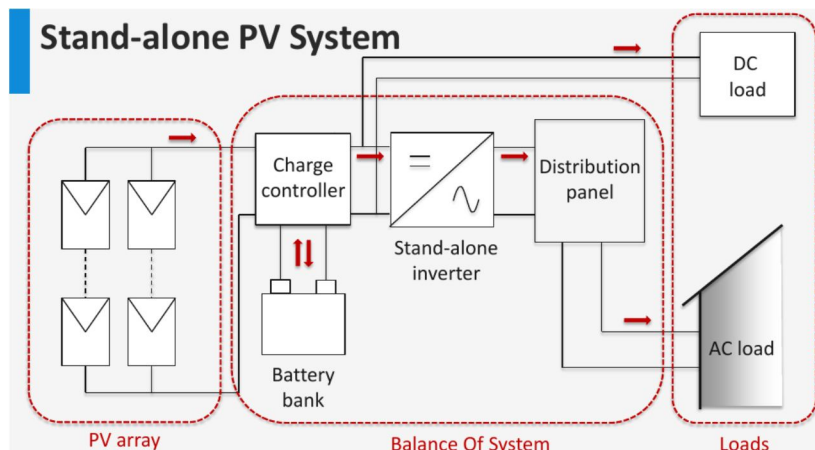 Stand-alone PV System
DC
load
Charge
controller
Distribution
panel
Stand-alone
inverter
AC load
Battery
bank
PV array
Balance Of System
Loads